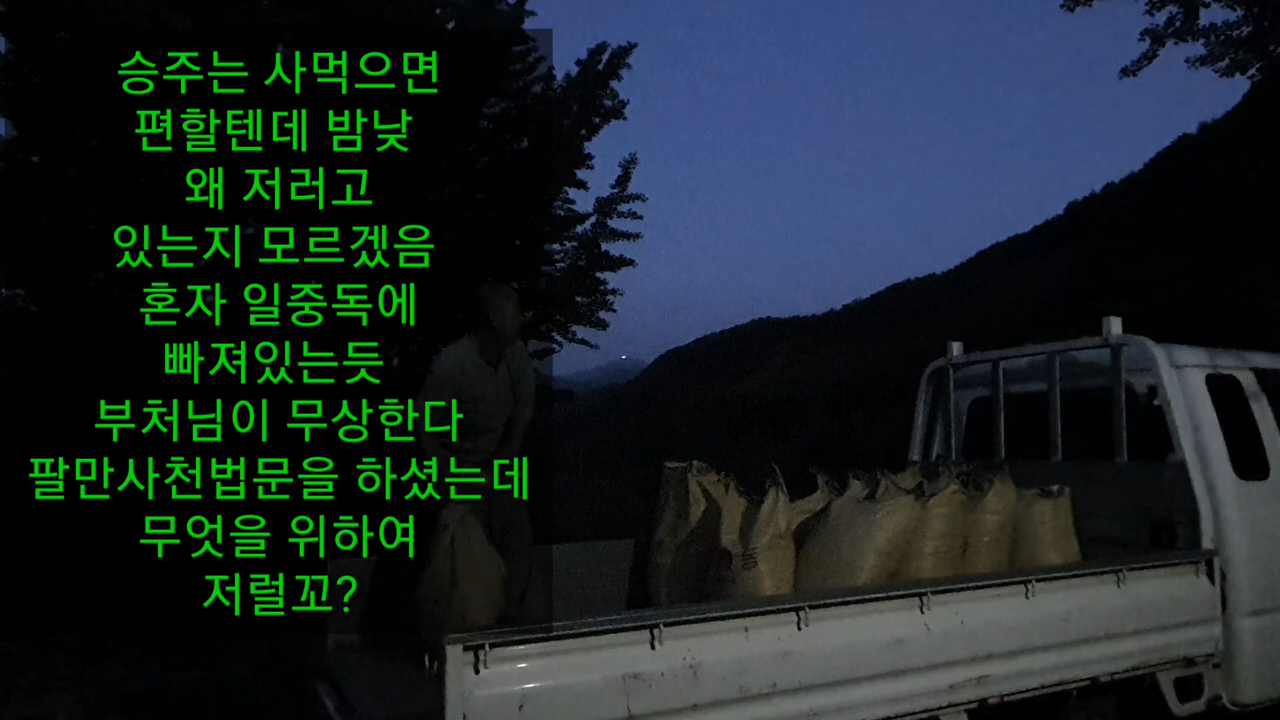 승주는 사먹으면
편할텐데 밤낮
왜 저러고
있는지 모르겠음
혼자 일중독에
빠져있는듯
부처님이 무상한다
팔만사천법문을 하셨는데
무엇을 위하여
저럴꼬?